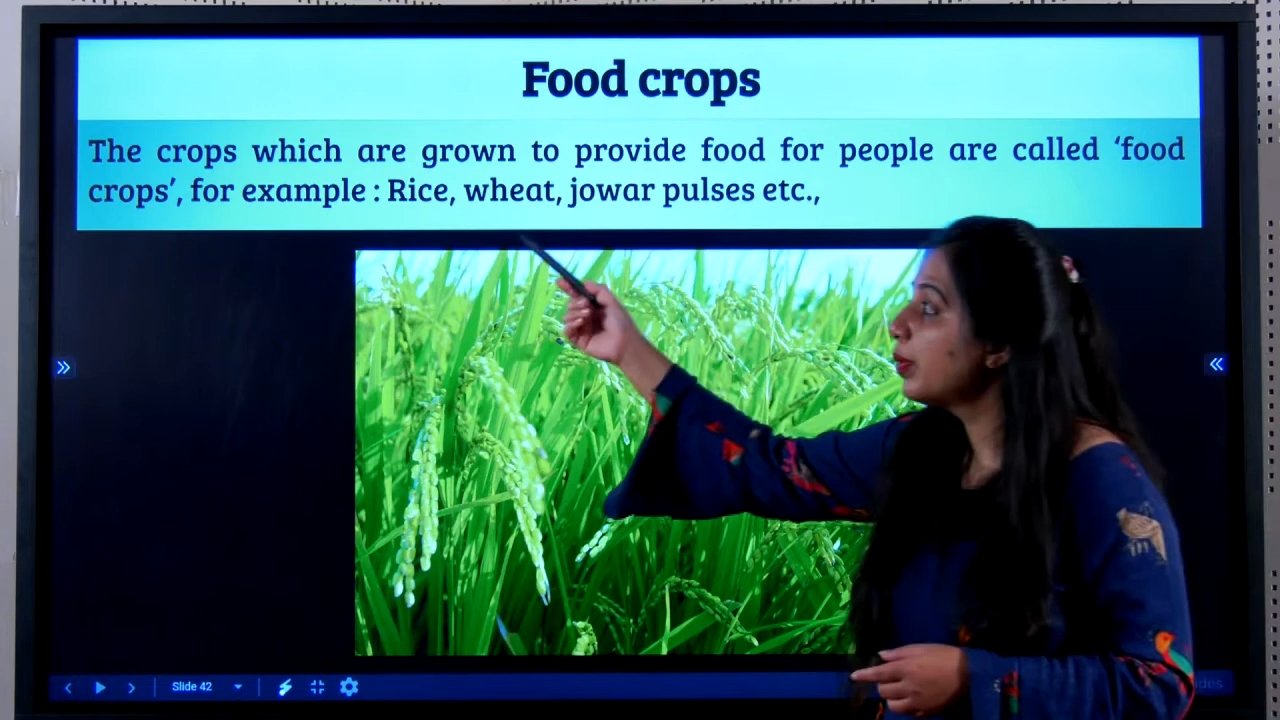 Food crops
The crops which are grown to provide food for people are called ‘food
crops’, for example : Rice, wheat, jowar pulses etc.,
Slide 42